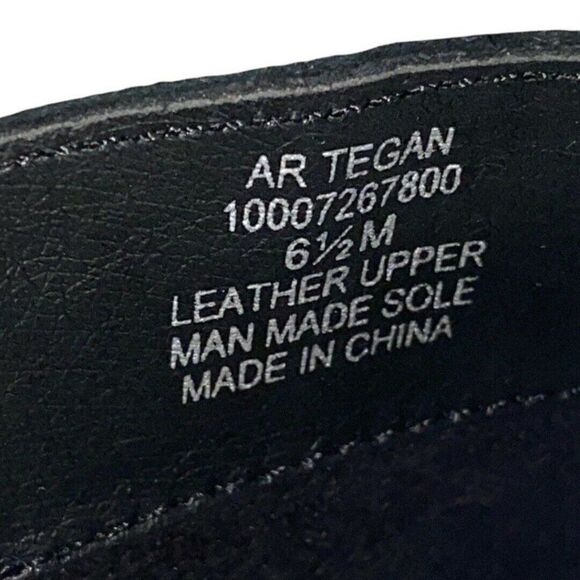 AR TEGAN
10007267800
6½ M
LEATHER UPPER
MAN MADE SOLE
MADE IN CHINA